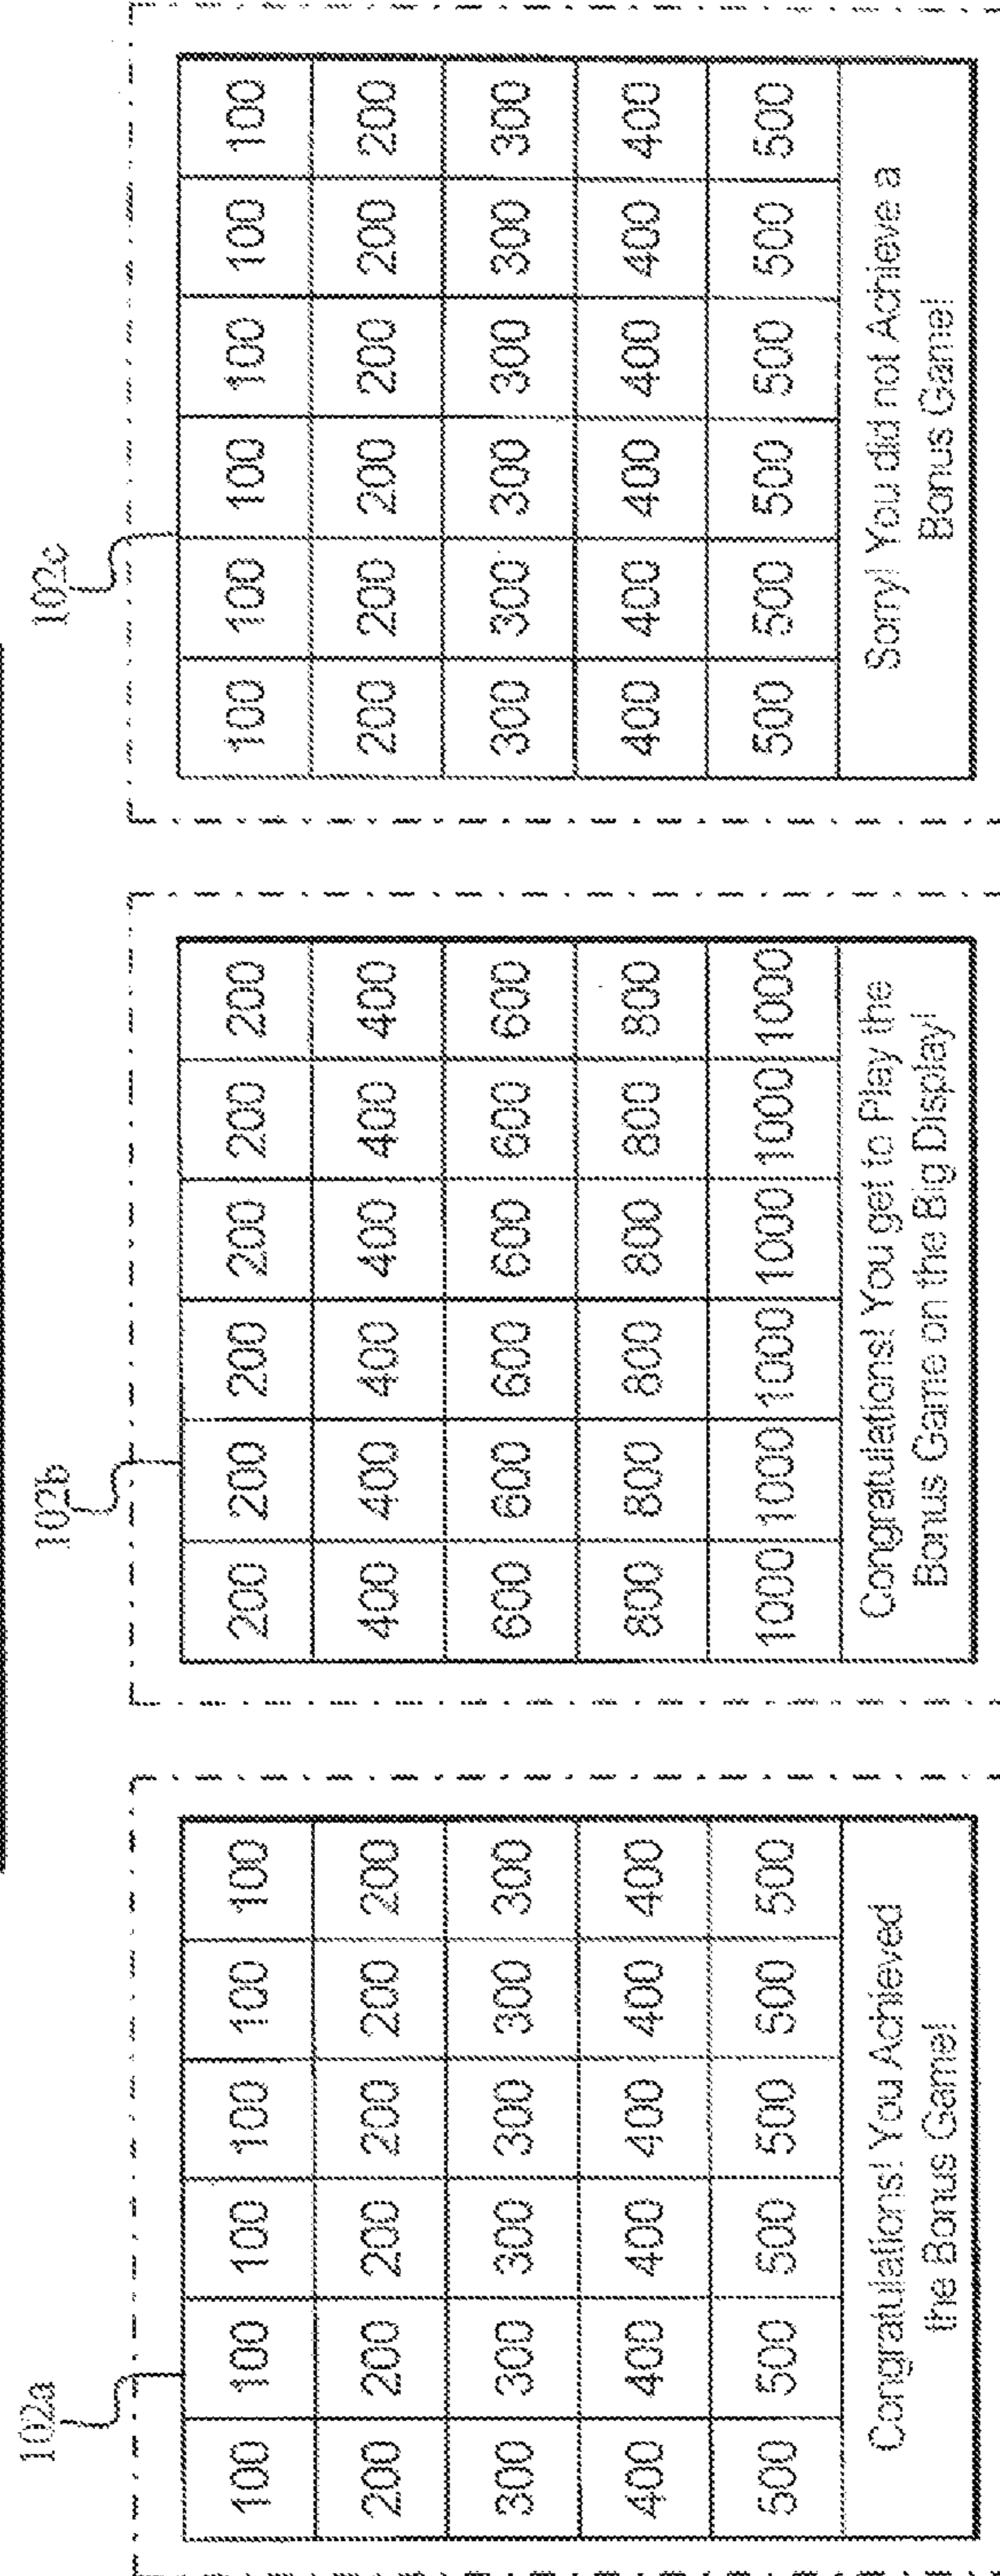 102a
100 100 100 100 100 100
200 200 200 200 200 200
300 300 300 300 300 300
400 400 400 400 400 400
500 500 500 500 500 500
Congratulations! You Achieved
the Bonus Game!
102b
200 200 200 200 200 200
400 400 400 400 400 400
600 600 600 600 600 600
800 800 800 800 800 800
1000 1000 1000 1000 1000 1000
Congratulations! You get to Play the
Bonus Game on the Big Display!
102c
100 100 100 100 100 100
200 200 200 200 200 200
300 300 300 300 300 300
400 400 400 400 400 400
500 500 500 500 500 500
Sorry! You did not Achieve a
Bonus Game!